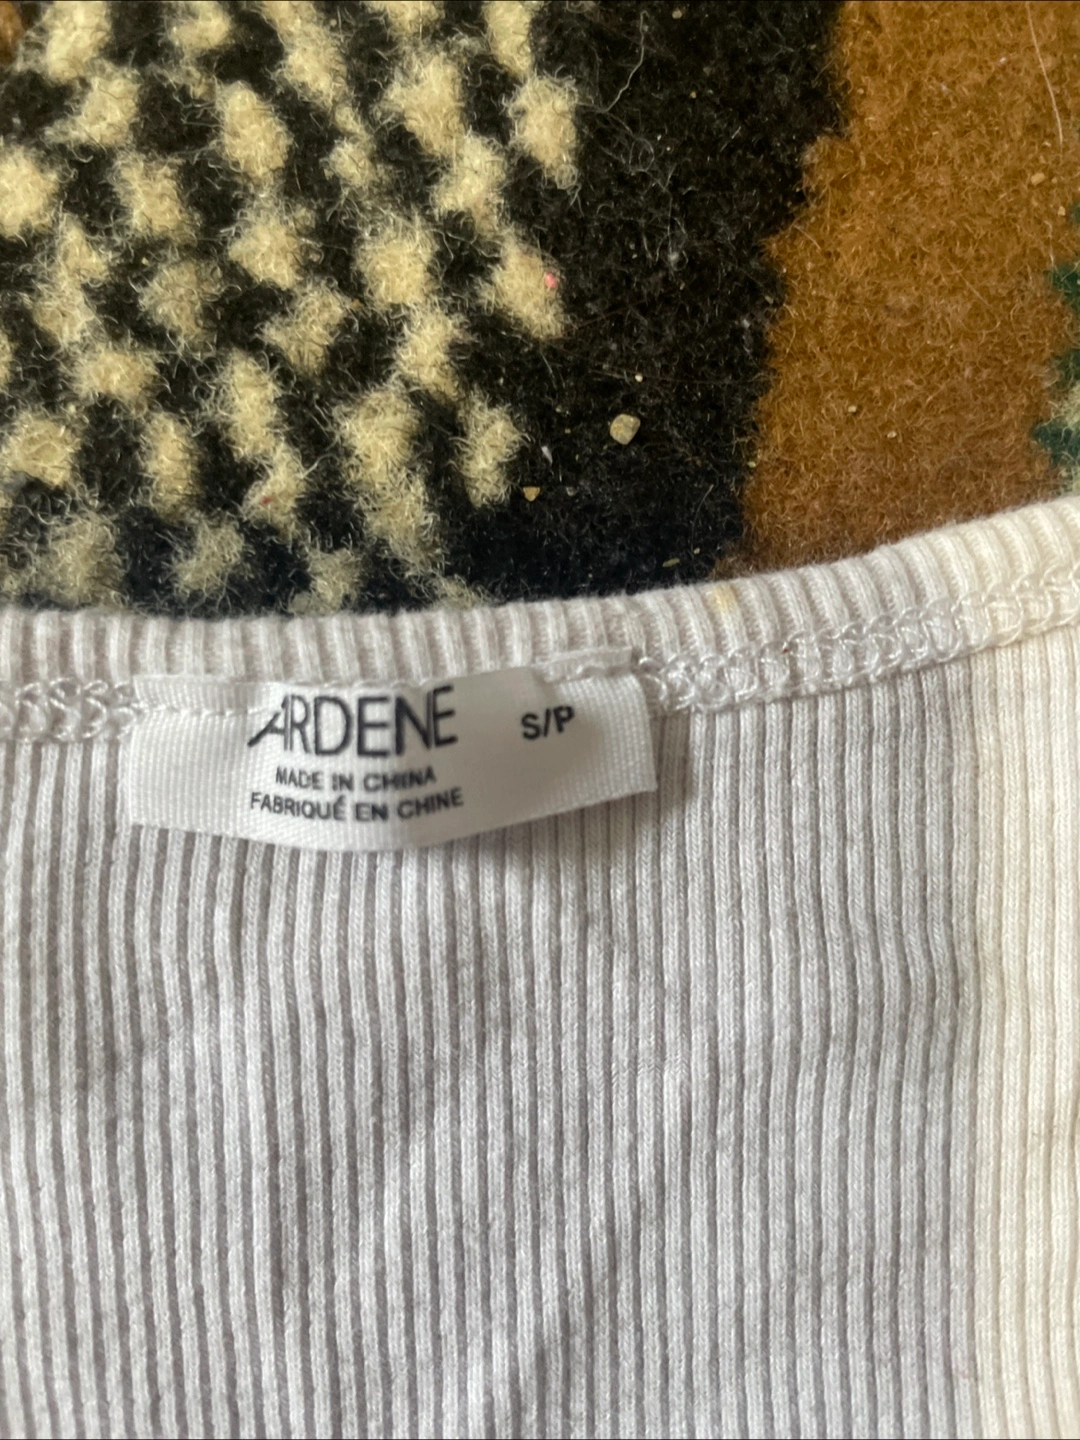 ARDENE S/P
MADE IN CHINA
FABRIQUÉ EN CHINE